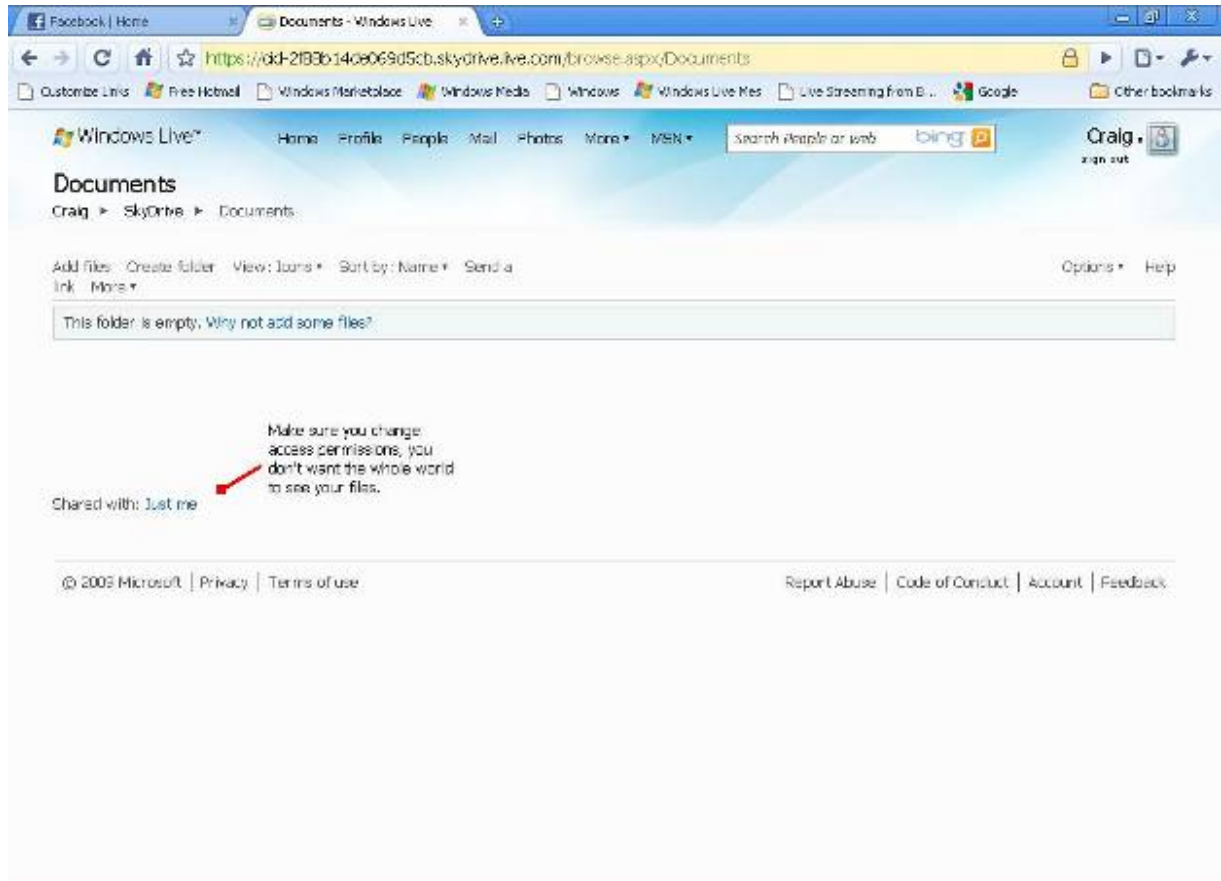 Facebook | Home
Documents - Windows Live
skydrive.live.com/browse.aspx/Documents
Customize Links Free Hotmail Windows Marketplace Windows Media Windows Windows Live Mes Live Streaming from B... Google Other bookmarks
Windows Live™ Home Profile People Mail Photos More MSN Search People or web bing Craig
sign out
Documents
Craig SkyDrive Documents
Add files Create folder View: Icons Sort by: Name Send a Options Help
link More
This folder is empty. Why not add some files?
Make sure you change
access permissions, you
don't want the whole world
to see your files.
Shared with: Just me
© 2009 Microsoft | Privacy | Terms of use Report Abuse | Code of Conduct | Account | Feedback